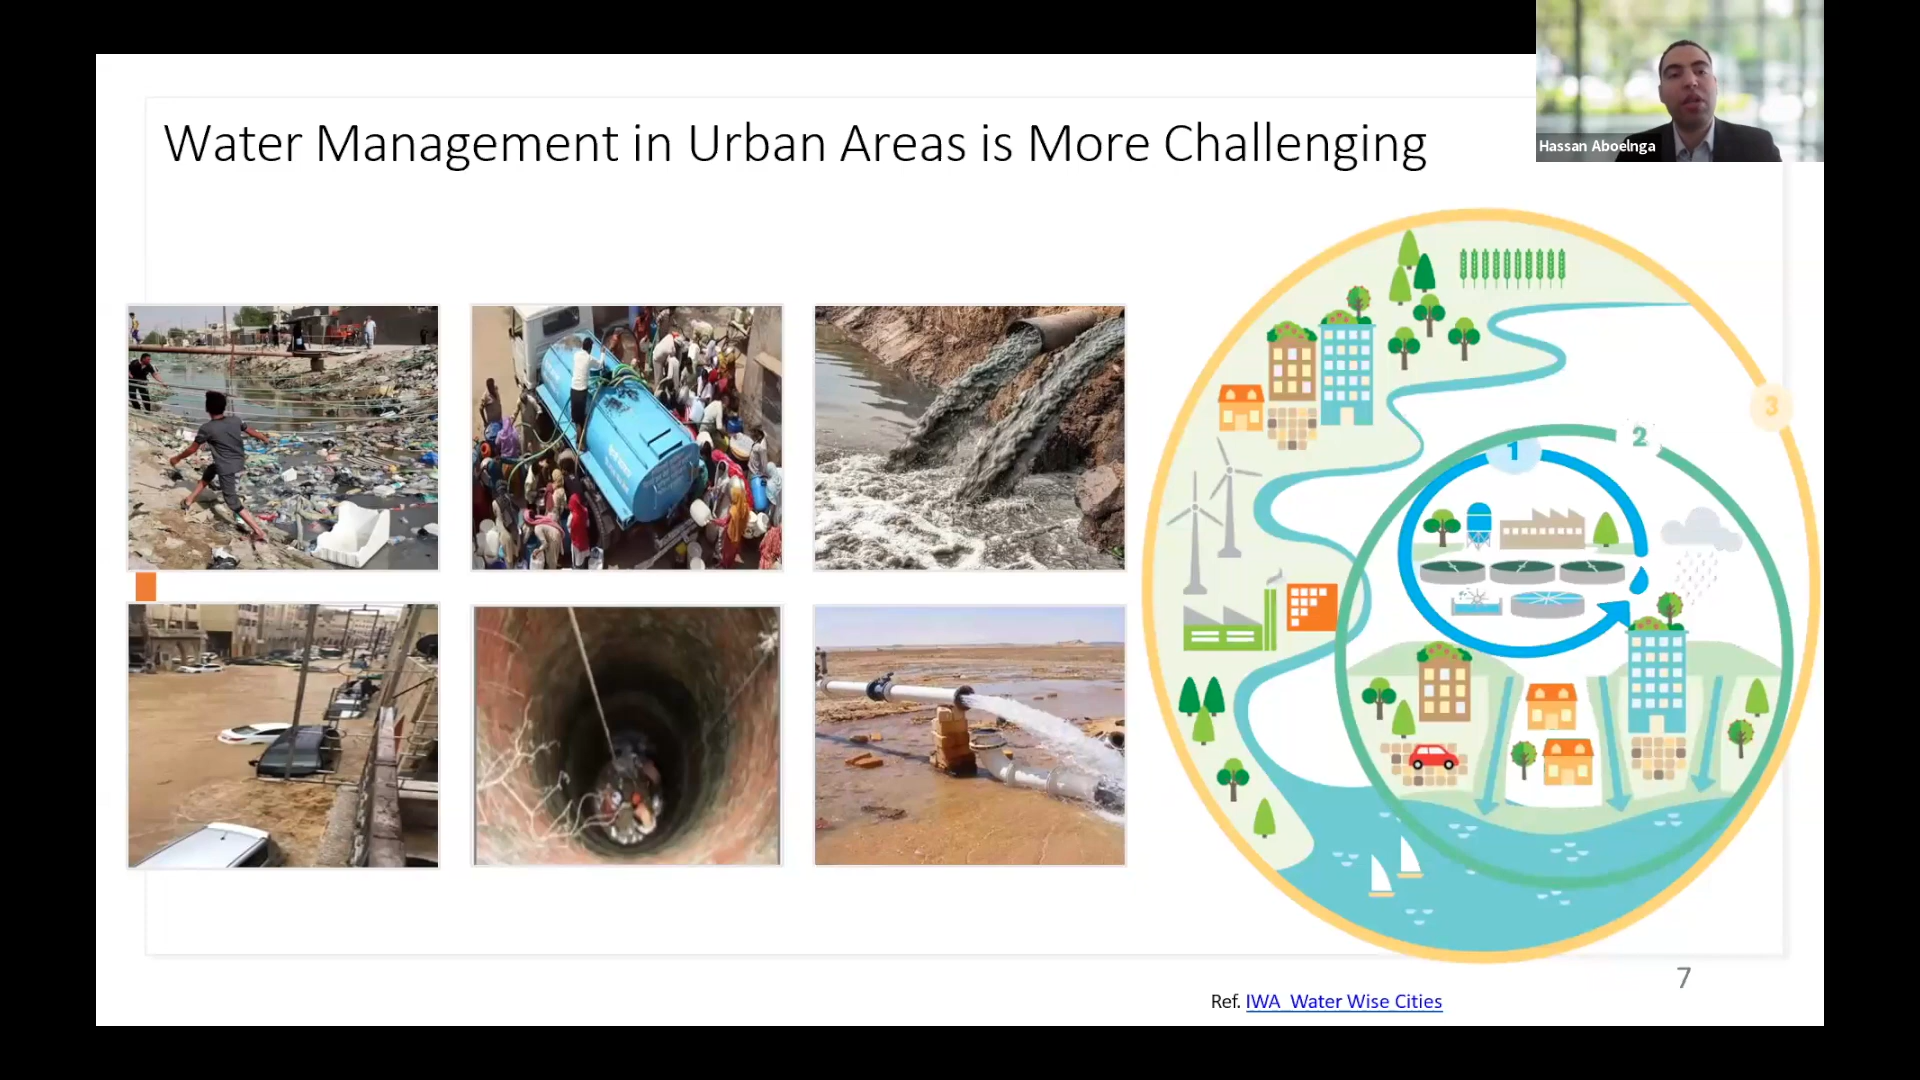 Water Management in Urban Areas is More Challenging
Hassan Aboelnga
3
2
1
7
Ref. IWA Water Wise Cities